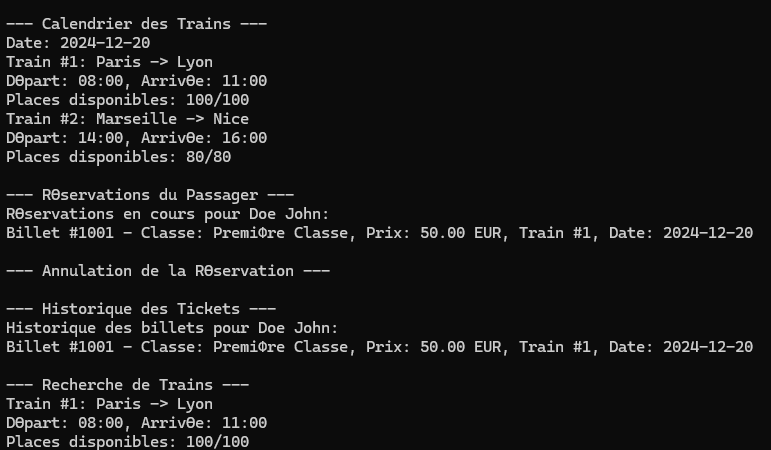 --- Calendrier des Trains ---
Date: 2024-12-20
Train #1: Paris -> Lyon
DΘpart: 08:00, ArrivΘe: 11:00
Places disponibles: 100/100
Train #2: Marseille -> Nice
DΘpart: 14:00, ArrivΘe: 16:00
Places disponibles: 80/80
--- RΘservations du Passager ---
RΘservations en cours pour Doe John:
Billet #1001 - Classe: PremiΦre Classe, Prix: 50.00 EUR, Train #1, Date: 2024-12-20
--- Annulation de la RΘservation ---
--- Historique des Tickets ---
Historique des billets pour Doe John:
Billet #1001 - Classe: PremiΦre Classe, Prix: 50.00 EUR, Train #1, Date: 2024-12-20
--- Recherche de Trains ---
Train #1: Paris -> Lyon
DΘpart: 08:00, ArrivΘe: 11:00
Places disponibles: 100/100